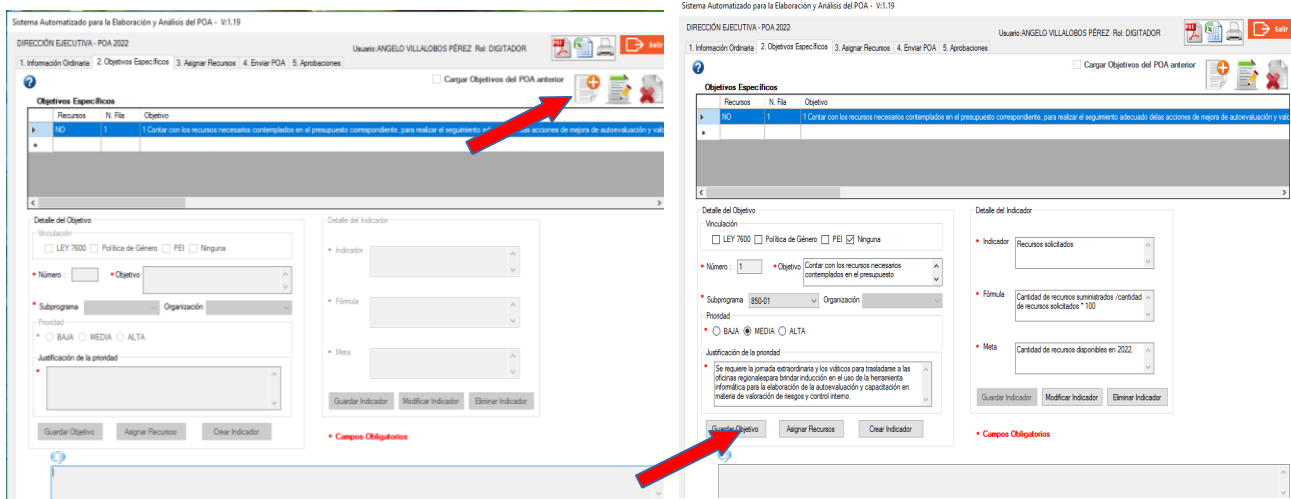 Sistema Automatizado para la Elaboración y Análisis del POA - V:1.19
DIRECCIÓN EJECUTIVA - POA 2022
Usuario:ANGELO VILLALOBOS PÉREZ Rol: DIGITADOR
Salir
1. Información Ordinaria 2. Objetivos Específicos 3. Asignar Recursos 4. Enviar POA 5. Aprobaciones
Cargar Objetivos del POA anterior
Objetivos Específicos
Recursos N. Fila Objetivo
NO 1 1 Contar con los recursos necesarios contemplados en el presupuesto correspondiente, para realizar el seguimiento delas acciones de mejora de autoevaluación y valo
Detalle del Objetivo
Vinculación
LEY 7600 Política de Género PEI Ninguna
* Número : * Objetivo
* Subprograma Organización
Prioridad
* BAJA MEDIA ALTA
Justificación de la prioridad
*
Guardar Objetivo Asignar Recursos Crear Indicador
Detalle del Indicador
* Indicador
* Fórmula
* Meta
Guardar Indicador Modificar Indicador Eliminar Indicador
* Campos Obligatorios
Sistema Automatizado para la Elaboración y Análisis del POA - V:1.19
DIRECCIÓN EJECUTIVA - POA 2022
Usuario:ANGELO VILLALOBOS PÉREZ Rol: DIGITADOR
Salir
1. Información Ordinaria 2. Objetivos Específicos 3. Asignar Recursos 4. Enviar POA 5. Aprobaciones
Cargar Objetivos del POA anterior
Objetivos Específicos
Recursos N. Fila Objetivo
NO 1 1 Contar con los recursos necesarios contemplados en el presupuesto correspondiente, para realizar el seguimiento adecuado delas acciones de mejora de autoevaluación y valo
Detalle del Objetivo
Vinculación
LEY 7600 Política de Género PEI Ninguna
* Número : 1 * Objetivo Contar con los recursos necesarios
contemplados en el presupuesto
* Subprograma 850-01 Organización
Prioridad
* BAJA MEDIA ALTA
Justificación de la prioridad
* Se requiere la jornada extraordinaria y los viáticos para trasladarse a las
oficinas regionalespara brindar inducción en el uso de la herramienta
informática para la elaboración de la autoevaluación y capacitación en
materia de valoración de riesgos y control interno.
Guardar Objetivo Asignar Recursos Crear Indicador
Detalle del Indicador
* Indicador Recursos solicitados
* Fórmula Cantidad de recursos suministrados /cantidad
de recursos solicitados * 100
* Meta Cantidad de recursos disponibles en 2022.
Guardar Indicador Modificar Indicador Eliminar Indicador
* Campos Obligatorios